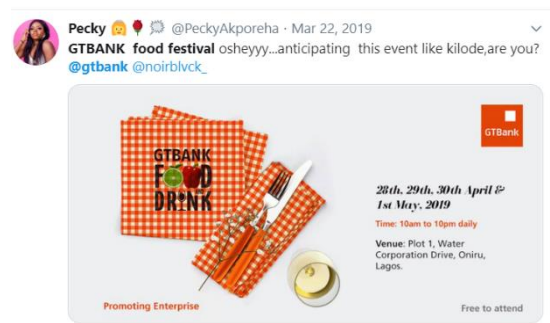 Pecky @PeckyAkporeha · Mar 22, 2019
GTBANK food festival osheyyy...anticipating this event like kilode,are you?
@gtbank @noirblvck_
GTBANK
FOOD
DRINK
GTBank
28th, 29th, 30th April &
1st May, 2019
Time: 10am to 10pm daily
Venue: Plot 1, Water
Corporation Drive, Oniru,
Lagos.
Promoting Enterprise
Free to attend